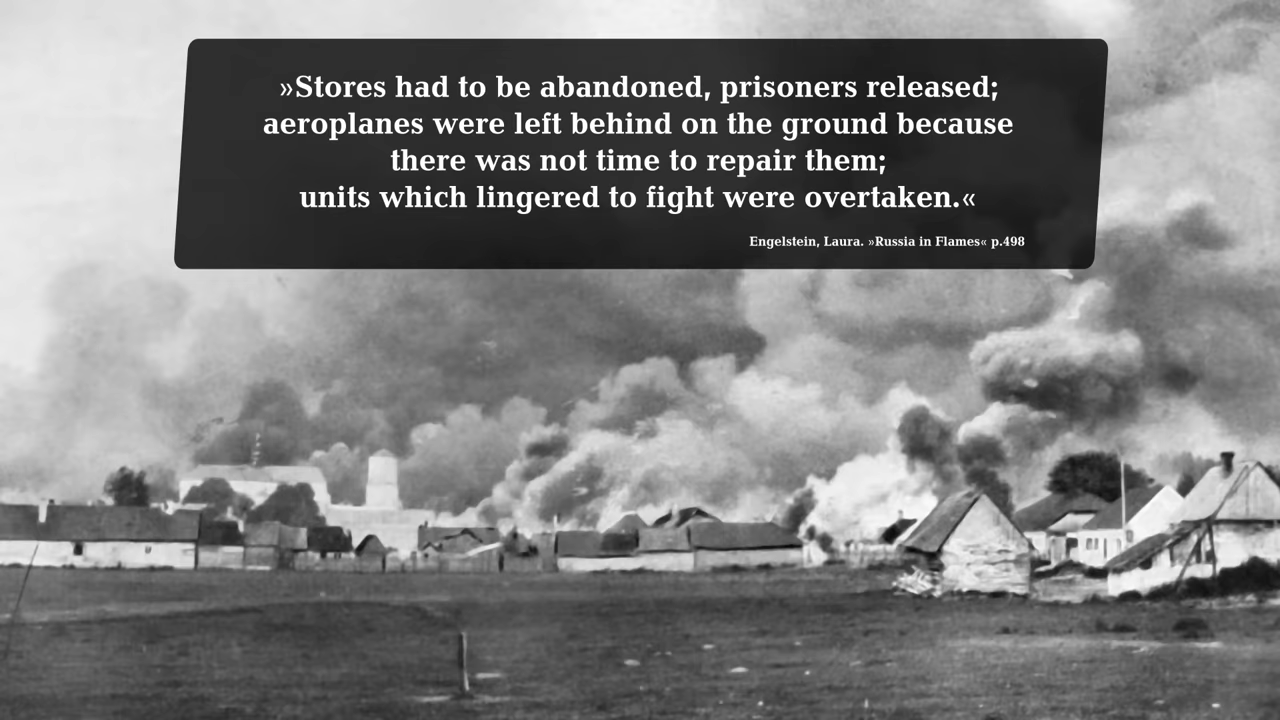 »Stores had to be abandoned, prisoners released;
aeroplanes were left behind on the ground because
there was not time to repair them;
units which lingered to fight were overtaken.«
Engelstein, Laura. »Russia in Flames« p.498